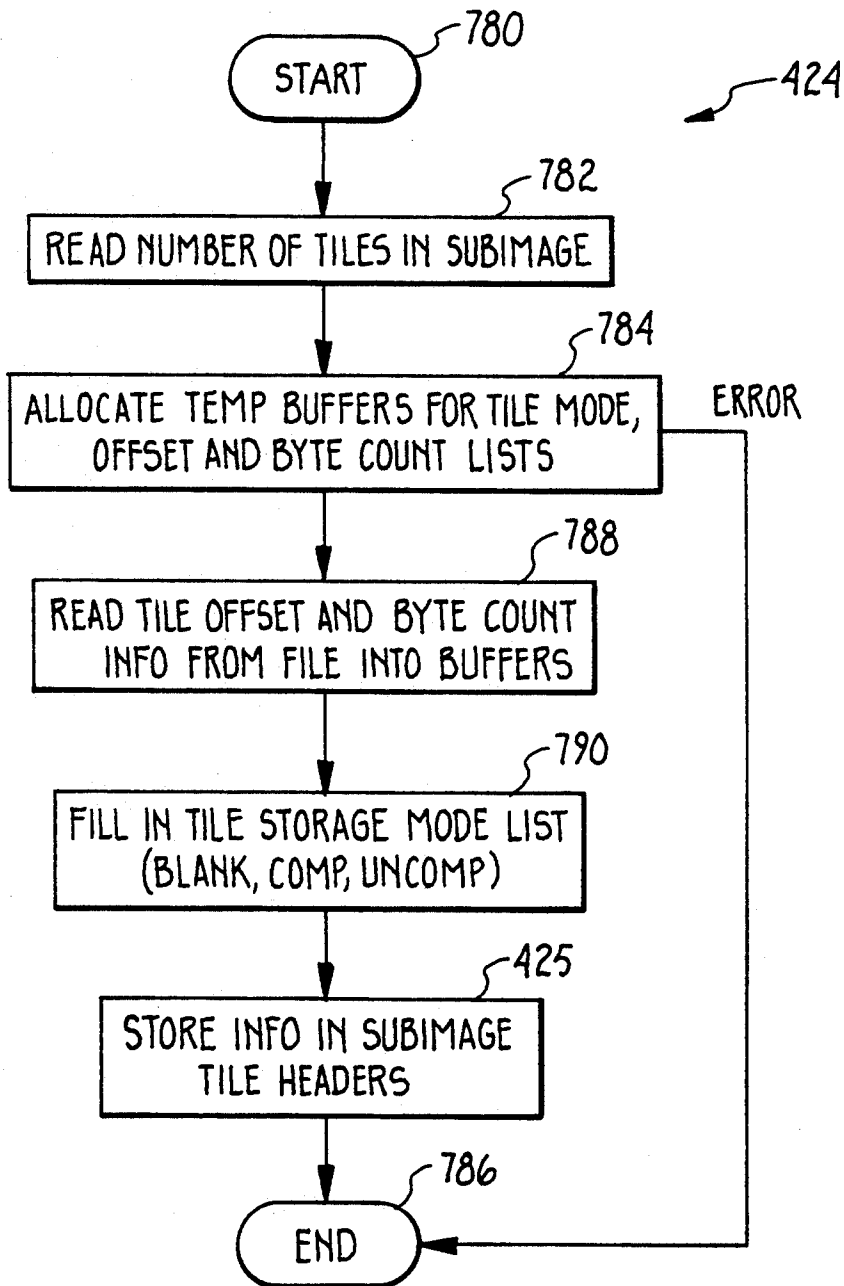 780
START
424
782
READ NUMBER OF TILES IN SUBIMAGE
784
ALLOCATE TEMP BUFFERS FOR TILE MODE,
OFFSET AND BYTE COUNT LISTS
ERROR
788
READ TILE OFFSET AND BYTE COUNT
INFO FROM FILE INTO BUFFERS
790
FILL IN TILE STORAGE MODE LIST
(BLANK, COMP, UNCOMP)
425
STORE INFO IN SUBIMAGE
TILE HEADERS
786
END